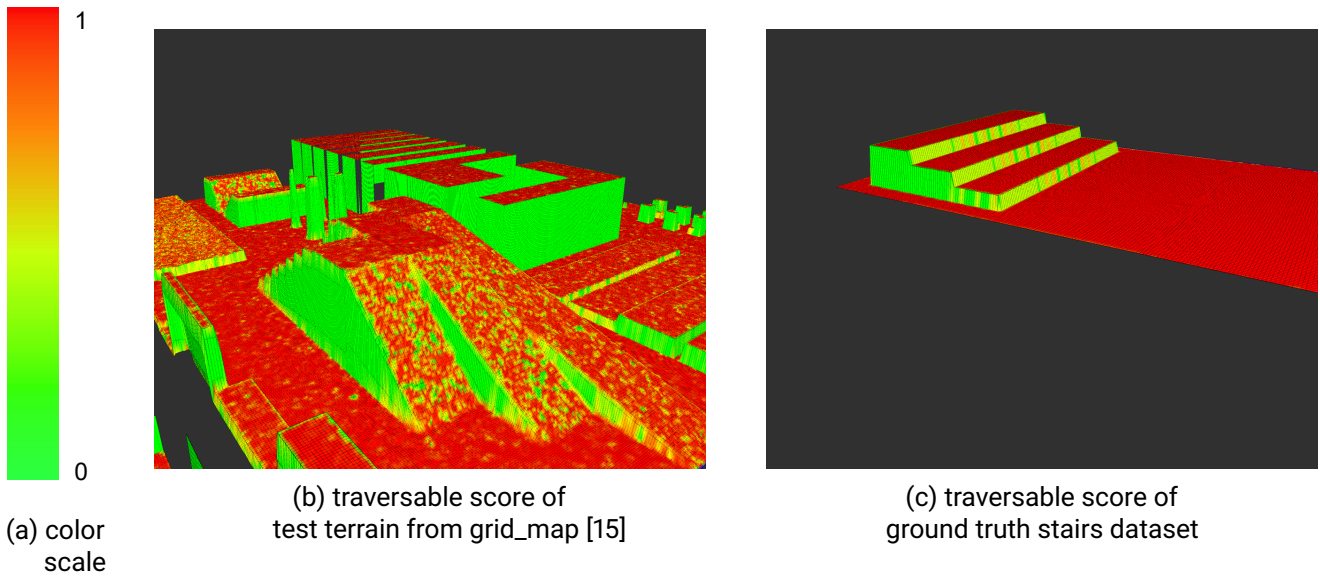 1
0
(a) color
scale
(b) traversable score of
test terrain from grid_map [15]
(c) traversable score of
ground truth stairs dataset